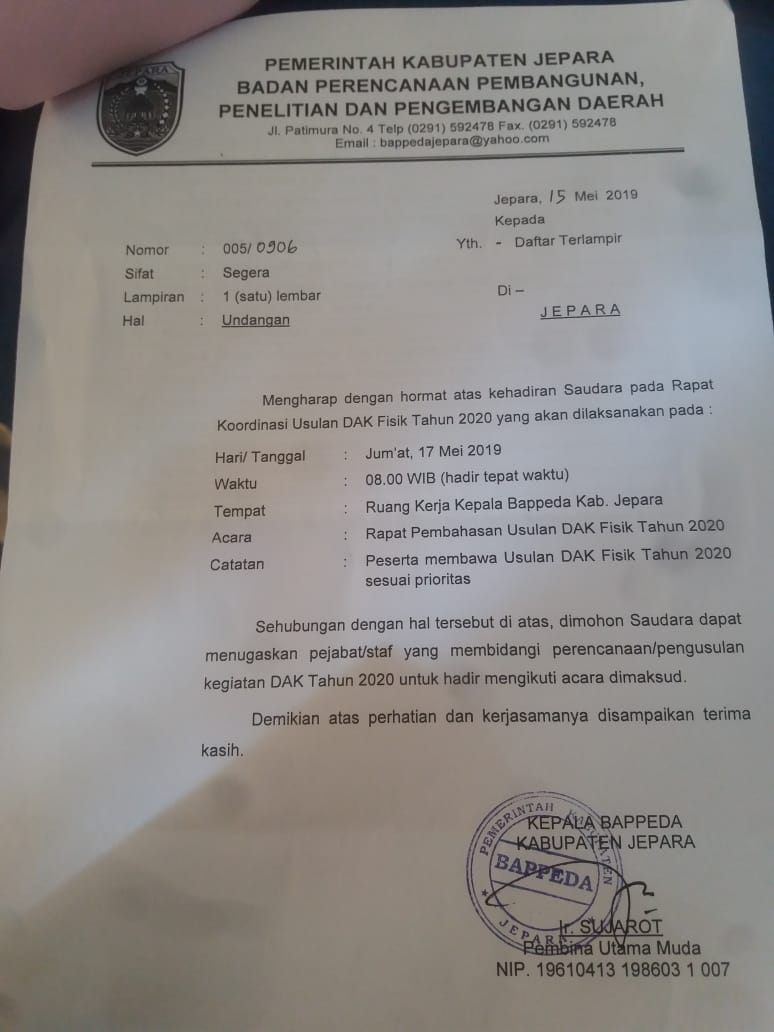 JEPARA
PEMERINTAH KABUPATEN JEPARA
BADAN PERENCANAAN PEMBANGUNAN,
PENELITIAN DAN PENGEMBANGAN DAERAH
Jl. Patimura No. 4 Telp (0291) 592478 Fax. (0291) 592478
Email : bappedajepara@yahoo.com
Jepara, 15 Mei 2019
Kepada
Yth. - Daftar Terlampir
Di –
JEPARA
Nomor : 005/ 0906
Sifat : Segera
Lampiran : 1 (satu) lembar
Hal : Undangan
Mengharap dengan hormat atas kehadiran Saudara pada Rapat
Koordinasi Usulan DAK Fisik Tahun 2020 yang akan dilaksanakan pada :
Hari/ Tanggal : Jum'at, 17 Mei 2019
Waktu : 08.00 WIB (hadir tepat waktu)
Tempat : Ruang Kerja Kepala Bappeda Kab. Jepara
Acara : Rapat Pembahasan Usulan DAK Fisik Tahun 2020
Catatan : Peserta membawa Usulan DAK Fisik Tahun 2020
sesuai prioritas
Sehubungan dengan hal tersebut di atas, dimohon Saudara dapat
menugaskan pejabat/staf yang membidangi perencanaan/pengusulan
kegiatan DAK Tahun 2020 untuk hadir mengikuti acara dimaksud.
Demikian atas perhatian dan kerjasamanya disampaikan terima
kasih.
KEPALA BAPPEDA
KABUPATEN JEPARA
PEMERINTAH KABUPATEN
BAPPEDA
JEPARA
Ir. SUJAROT
Pembina Utama Muda
NIP. 19610413 198603 1 007